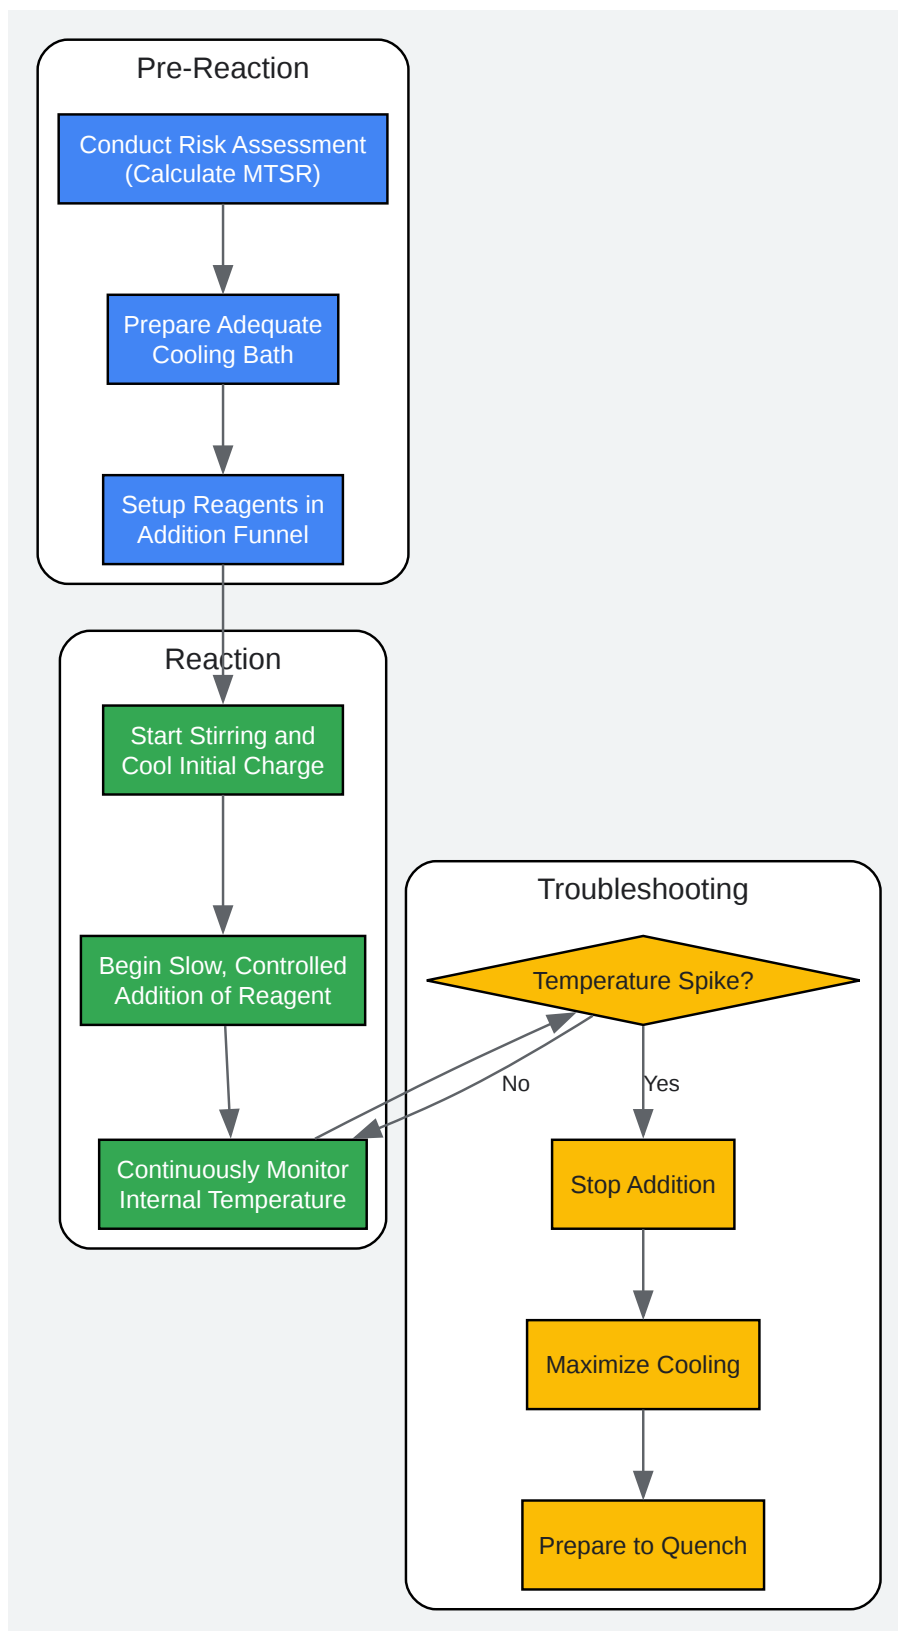 Pre-Reaction
Conduct Risk Assessment
(Calculate MTSR)
Prepare Adequate
Cooling Bath
Setup Reagents in
Addition Funnel
Reaction
Start Stirring and
Cool Initial Charge
Begin Slow, Controlled
Addition of Reagent
Continuously Monitor
Internal Temperature
Troubleshooting
Temperature Spike?
No
Yes
Stop Addition
Maximize Cooling
Prepare to Quench